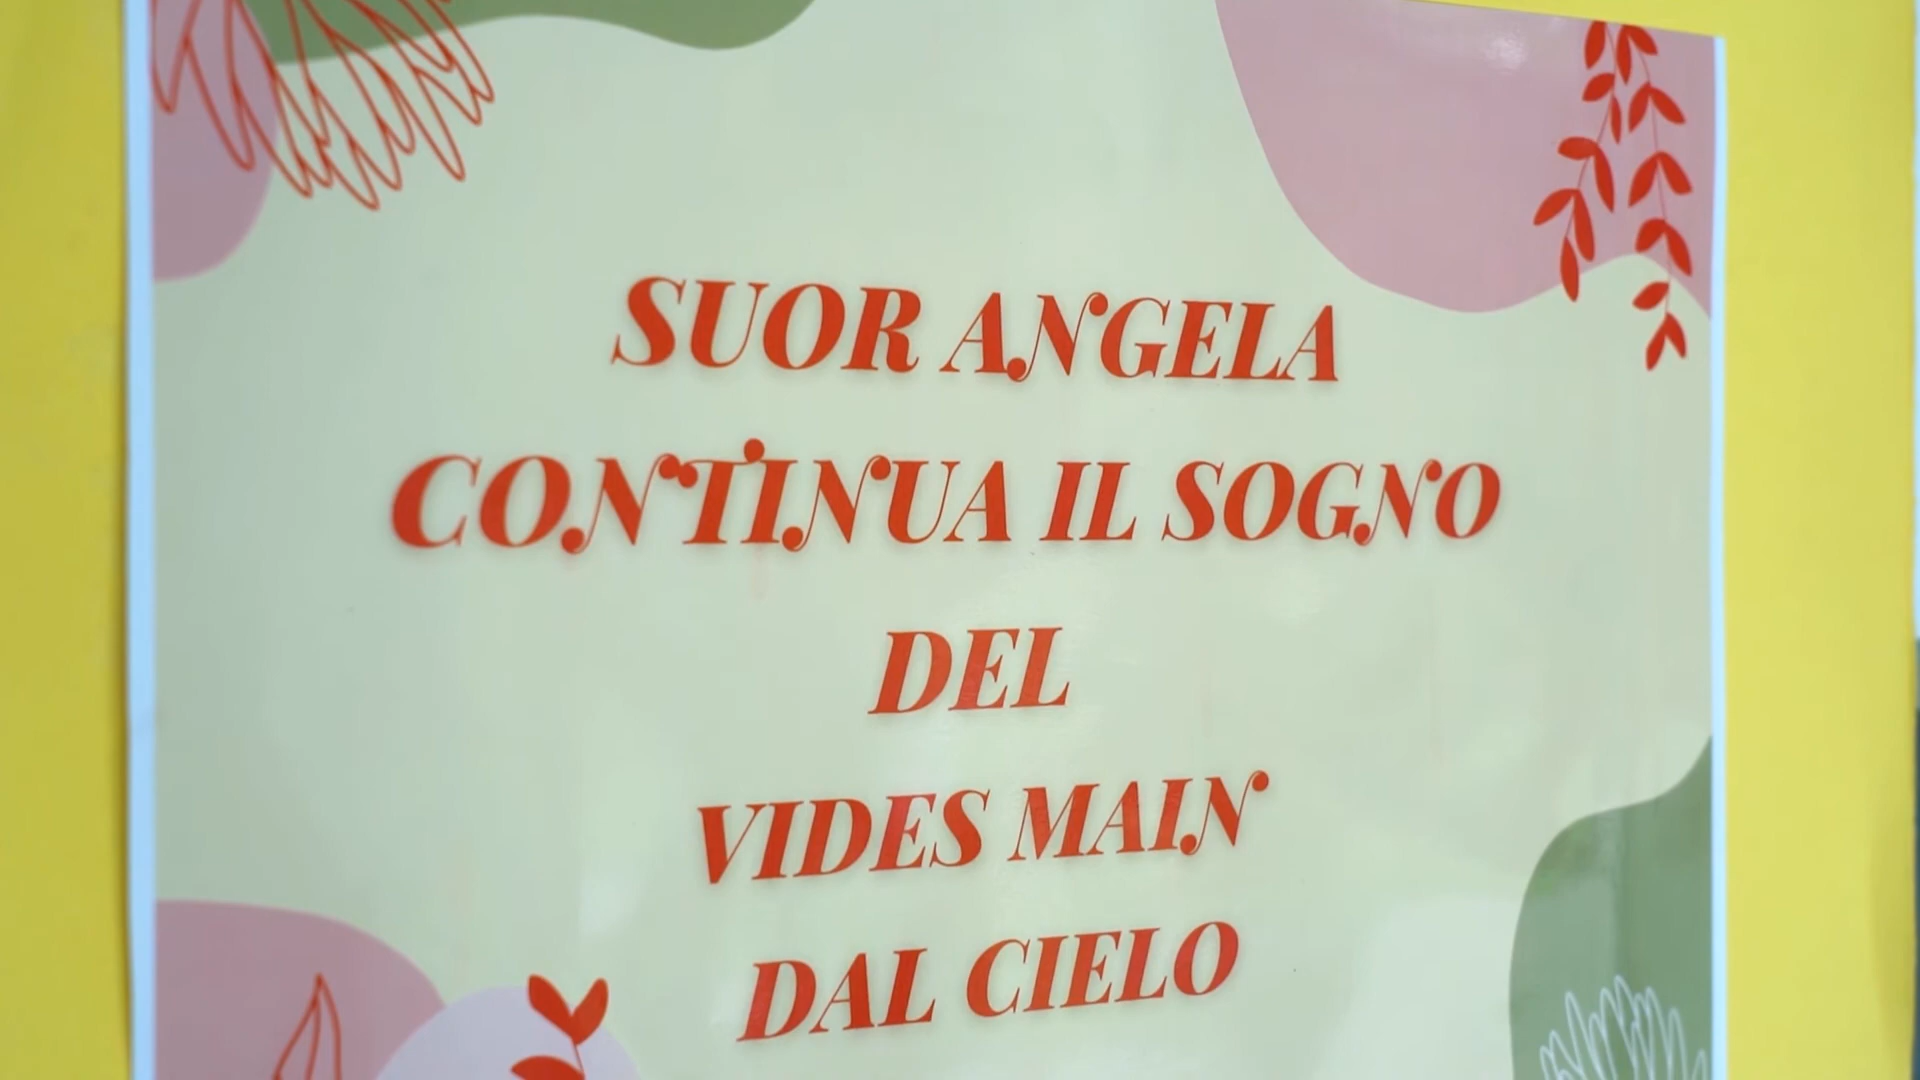 SUOR ANGELA
CONTINUA IL SOGNO
DEL
VIDES MAIN
DAL CIELO